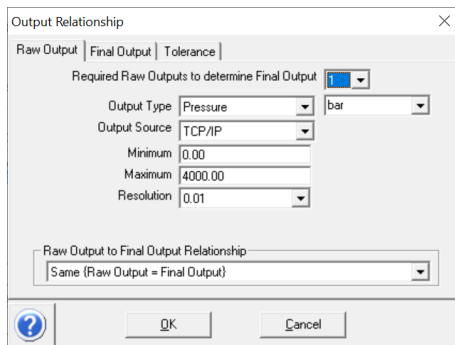 Output Relationship
Raw Output Final Output Tolerance
Required Raw Outputs to determine Final Output 1
Output Type Pressure bar
Output Source TCP/IP
Minimum 0.00
Maximum 4000.00
Resolution 0.01
Raw Output to Final Output Relationship
Same {Raw Output = Final Output}
? OK Cancel